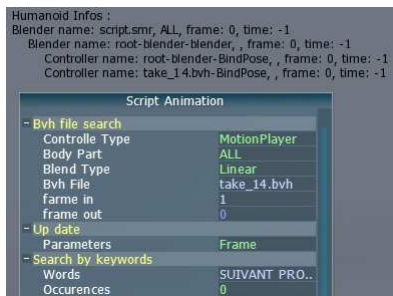 Humanoid Infos :
Blender name: script.smr, ALL, frame: 0, time: -1
Blender name: root-blender-blender, , frame: 0, time: -1
Controller name: root-blender-BindPose, , frame: 0, time: -1
Controller name: take_14.bvh-BindPose, , frame: 0, time: -1
Script Animation
- Bvh file search
Controlle Type MotionPlayer
Body Part ALL
Blend Type Linear
Bvh File take_14.bvh
farme in 1
frame out 0
- Up date
Parameters Frame
- Search by keywords
Words SUIVANT PRO..
Occurences 0